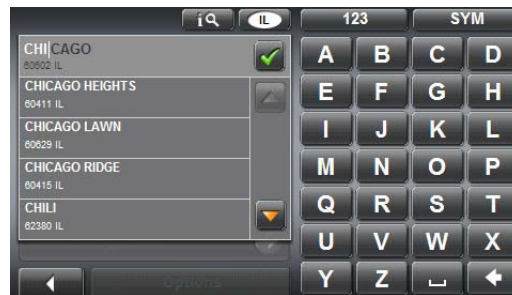 IL
123
SYM
CHICAGO
60602 IL
CHICAGO HEIGHTS
60411 IL
CHICAGO LAWN
60629 IL
CHICAGO RIDGE
60415 IL
CHILI
62380 IL
Options
A B C D
E F G H
I J K L
M N O P
Q R S T
U V W X
Y Z